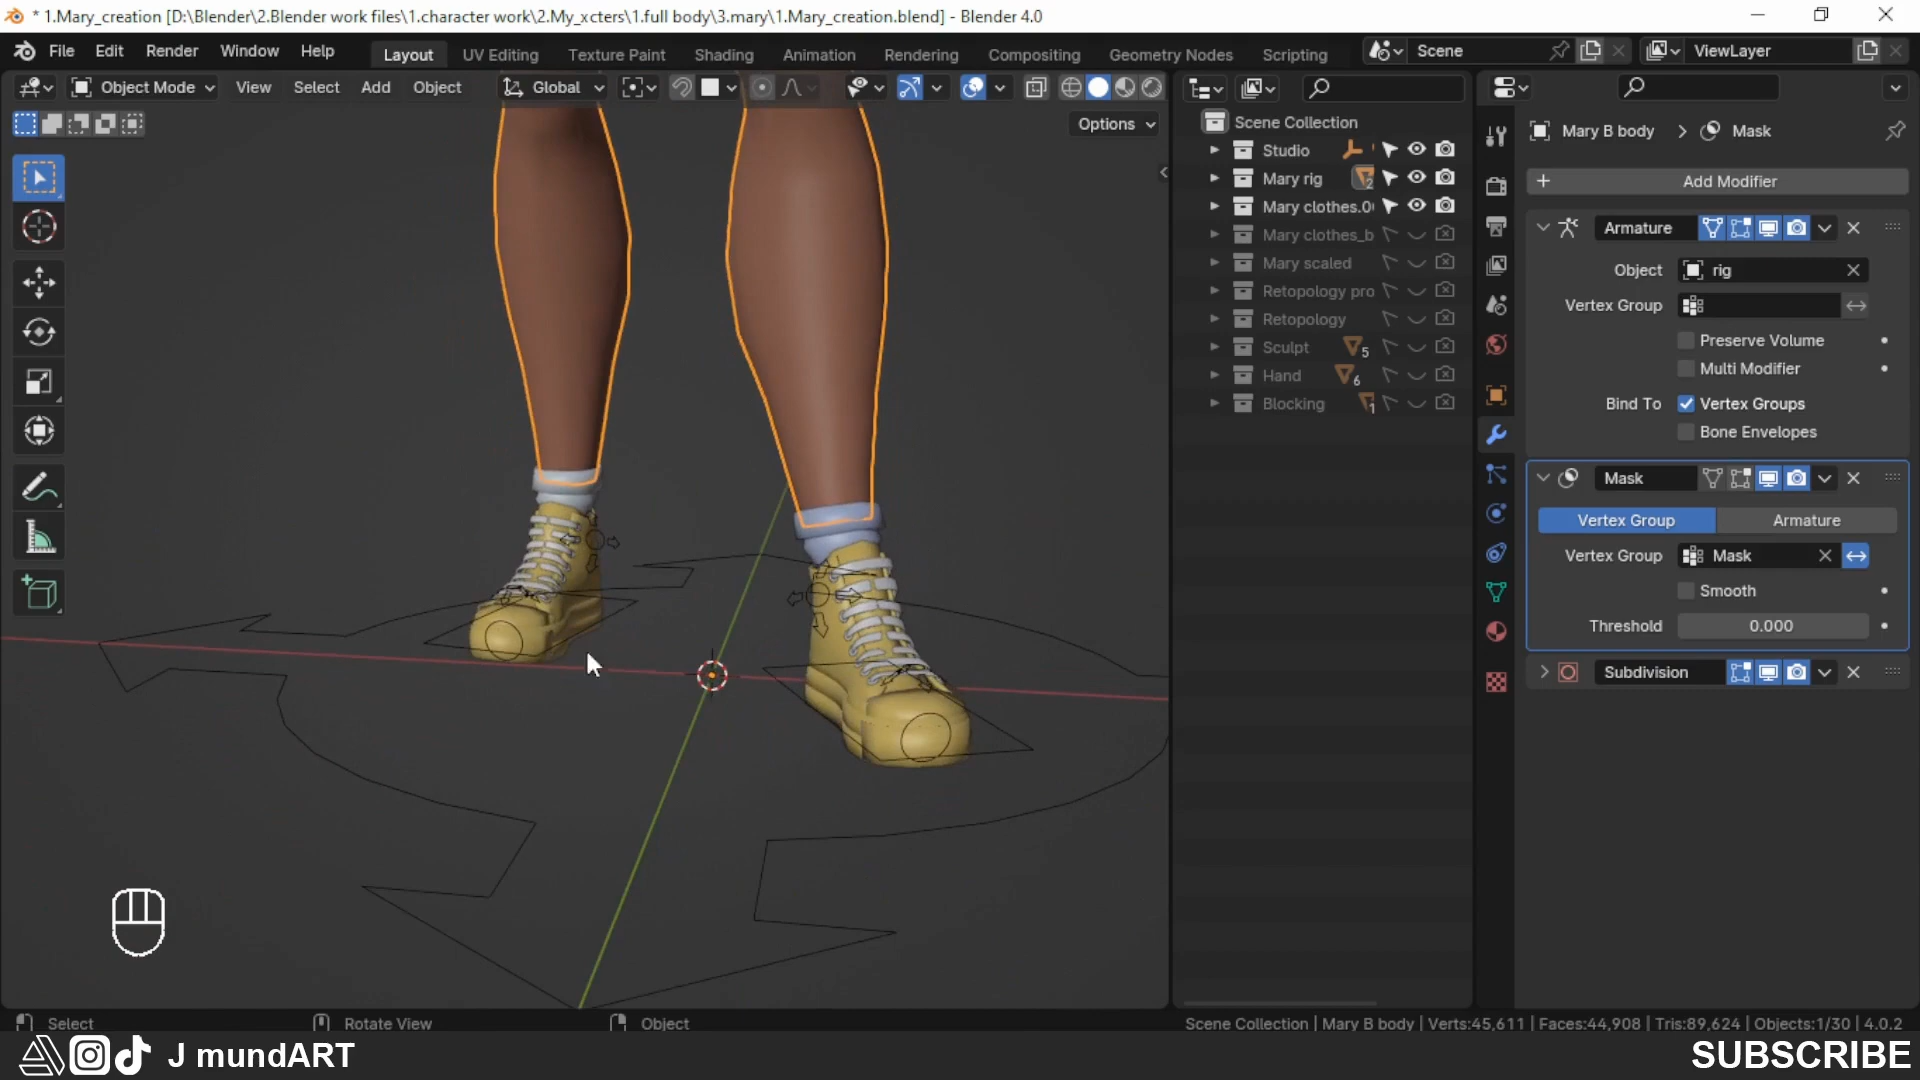 * 1.Mary_creation [D:\Blender\2.Blender work files\1.character work\2.My_xcters\1.full body\3.mary\1.Mary_creation.blend] - Blender 4.0
File Edit Render Window Help Layout UV Editing Texture Paint Shading Animation Rendering Compositing Geometry Nodes Scripting Scene ViewLayer
Object Mode View Select Add Object Global
Options
Scene Collection
Studio
Mary rig 2
Mary clothes.0
Mary clothes_b
Mary scaled
Retopology pro
Retopology
Sculpt 5
Hand 6
Blocking 1
Mary B body > Mask
+ Add Modifier
Armature
Object rig
Vertex Group
Preserve Volume
Multi Modifier
Bind To Vertex Groups
Bone Envelopes
Mask
Vertex Group Armature
Vertex Group Mask
Smooth
Threshold 0.000
Subdivision
Select Rotate View Object Scene Collection | Mary B body | Verts:45,611 | Faces:44,908 | Tris:89,624 | Objects:1/30 | 4.0.2
J mundART SUBSCRIBE